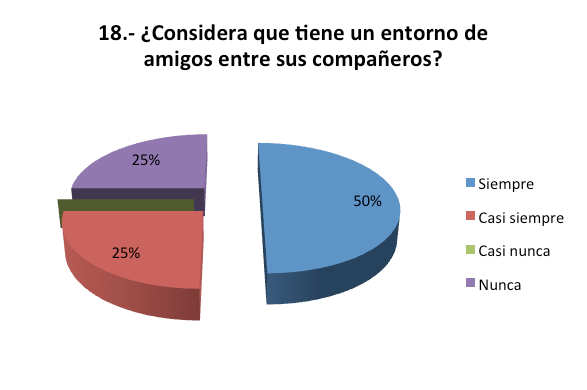 18.- ¿Considera que tiene un entorno de
amigos entre sus compañeros?
25%
50%
25%
Siempre
Casi siempre
Casi nunca
Nunca